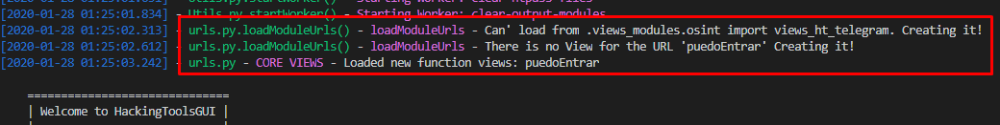 Utils.py.startWorker() - Starting Worker: clear-htpass-files
[2020-01-28 01:25:01.834] - Utils.py.startWorker() - Starting Worker: clear-output-modules
[2020-01-28 01:25:02.313] - urls.py.loadModuleUrls() - loadModuleUrls - Can' load from .views_modules.osint import views_ht_telegram. Creating it!
[2020-01-28 01:25:02.612] - urls.py.loadModuleUrls() - loadModuleUrls - There is no View for the URL 'puedoEntrar' Creating it!
[2020-01-28 01:25:03.242] - urls.py - CORE VIEWS - Loaded new function views: puedoEntrar
==============================
| Welcome to HackingToolsGUI |